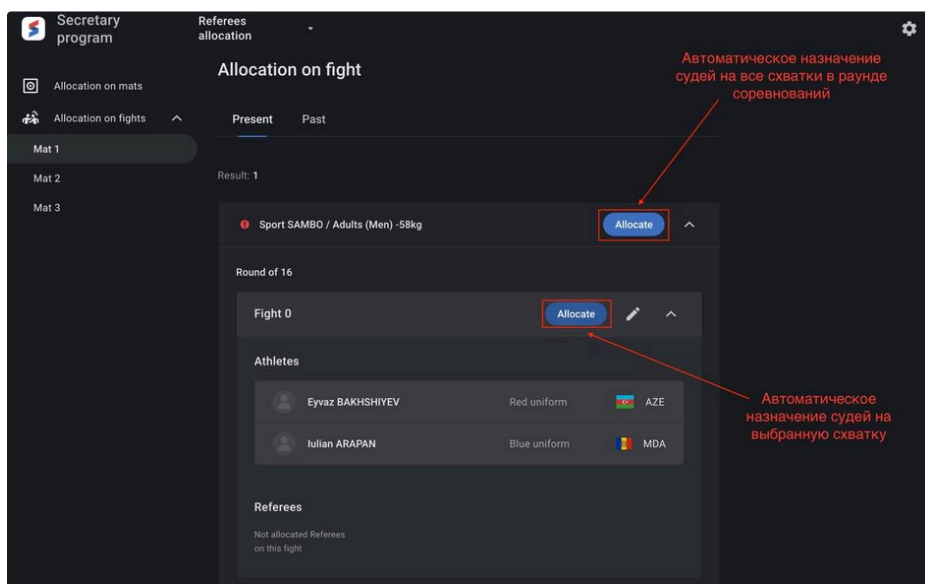 Secretary
program
Referees
allocation
Allocation on fight
Автоматическое назначение
судей на все схватки в раунде
соревнований
Allocation on mats
Allocation on fights
Present Past
Mat 1
Mat 2
Mat 3
Result: 1
Sport SAMBO / Adults (Men) -58kg
Allocate
Round of 16
Fight 0
Allocate
Athletes
Eyvaz BAKHSHIYEV Red uniform AZE
Iulian ARAPAN Blue uniform MDA
Автоматическое
назначение судей на
выбранную схватку
Referees
Not allocated Referees
on this fight